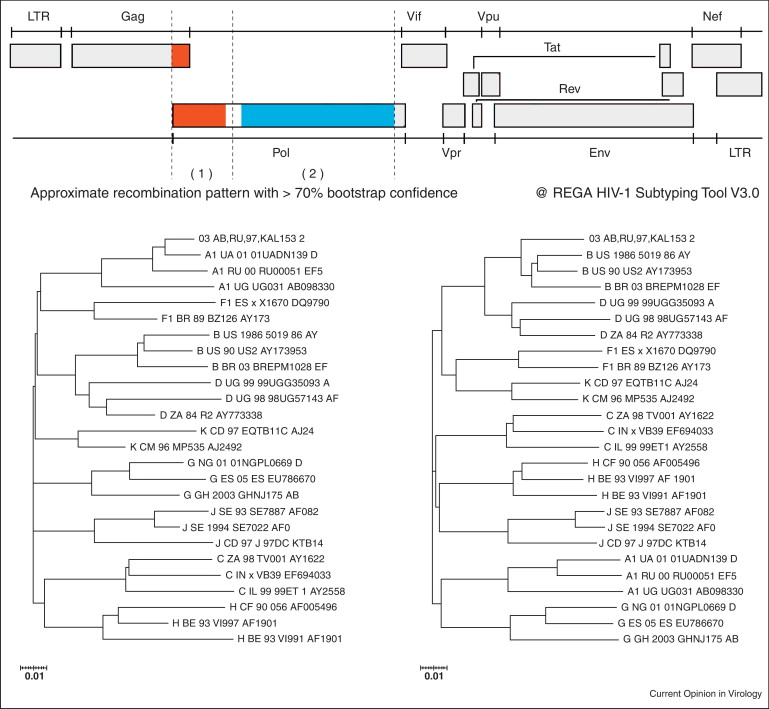 LTR Gag Vif Vpu Nef
Tat
Rev
Pol Vpr Env LTR
( 1 ) ( 2 )
Approximate recombination pattern with > 70% bootstrap confidence @ REGA HIV-1 Subtyping Tool V3.0
03 AB,RU,97,KAL153 2
A1 UA 01 01UADN139 D
A1 RU 00 RU00051 EF5
A1 UG UG031 AB098330
F1 ES x X1670 DQ9790
F1 BR 89 BZ126 AY173
B US 1986 5019 86 AY
B US 90 US2 AY173953
B BR 03 BREPM1028 EF
D UG 99 99UGG35093 A
D UG 98 98UG57143 AF
D ZA 84 R2 AY773338
K CD 97 EQTB11C AJ24
K CM 96 MP535 AJ2492
G NG 01 01NGPL0669 D
G ES 05 ES EU786670
G GH 2003 GHNJ175 AB
J SE 93 SE7887 AF082
J SE 1994 SE7022 AF0
J CD 97 J 97DC KTB14
C ZA 98 TV001 AY1622
C IN x VB39 EF694033
C IL 99 99ET 1 AY2558
H CF 90 056 AF005496
H BE 93 VI997 AF1901
H BE 93 VI991 AF1901
0.01
03 AB,RU,97,KAL153 2
B US 1986 5019 86 AY
B US 90 US2 AY173953
B BR 03 BREPM1028 EF
D UG 99 99UGG35093 A
D UG 98 98UG57143 AF
D ZA 84 R2 AY773338
F1 ES x X1670 DQ9790
F1 BR 89 BZ126 AY173
K CD 97 EQTB11C AJ24
K CM 96 MP535 AJ2492
C ZA 98 TV001 AY1622
C IN x VB39 EF694033
C IL 99 99ET1 AY2558
H CF 90 056 AF005496
H BE 93 VI997 AF 1901
H BE 93 VI991 AF1901
J SE 93 SE7887 AF082
J SE 1994 SE7022 AF0
J CD 97 J 97DC KTB14
A1 UA 01 01UADN139 D
A1 RU 00 RU00051 EF5
A1 UG UG031 AB098330
G NG 01 01NGPL0669 D
G ES 05 ES EU786670
G GH 2003 GHNJ175 AB
0.01
Current Opinion in Virology